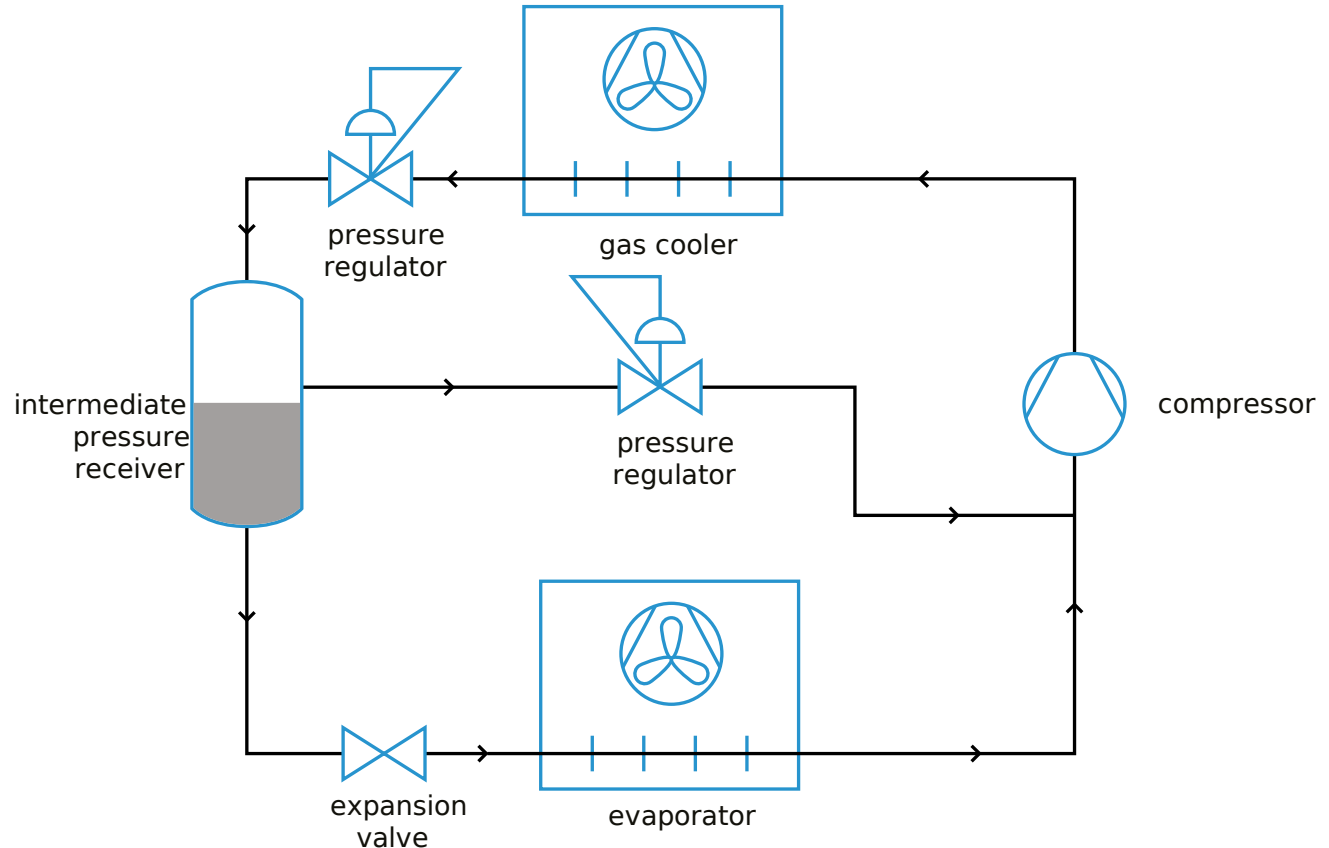 pressure
regulator
gas cooler
intermediate
pressure
receiver
compressor
pressure
regulator
expansion
valve
evaporator